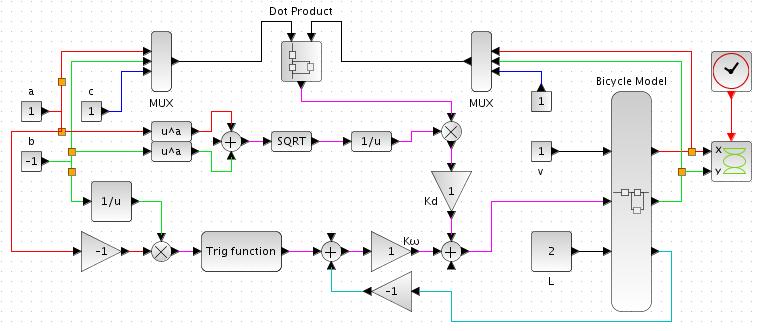 Dot Product
MUX
MUX
a
1
c
1
b
-1
u^a
u^a
SQRT
1/u
1
Kd
1
Bicycle Model
1
v
X
Y
1/u
-1
Trig function
1
Kω
2
L
-1